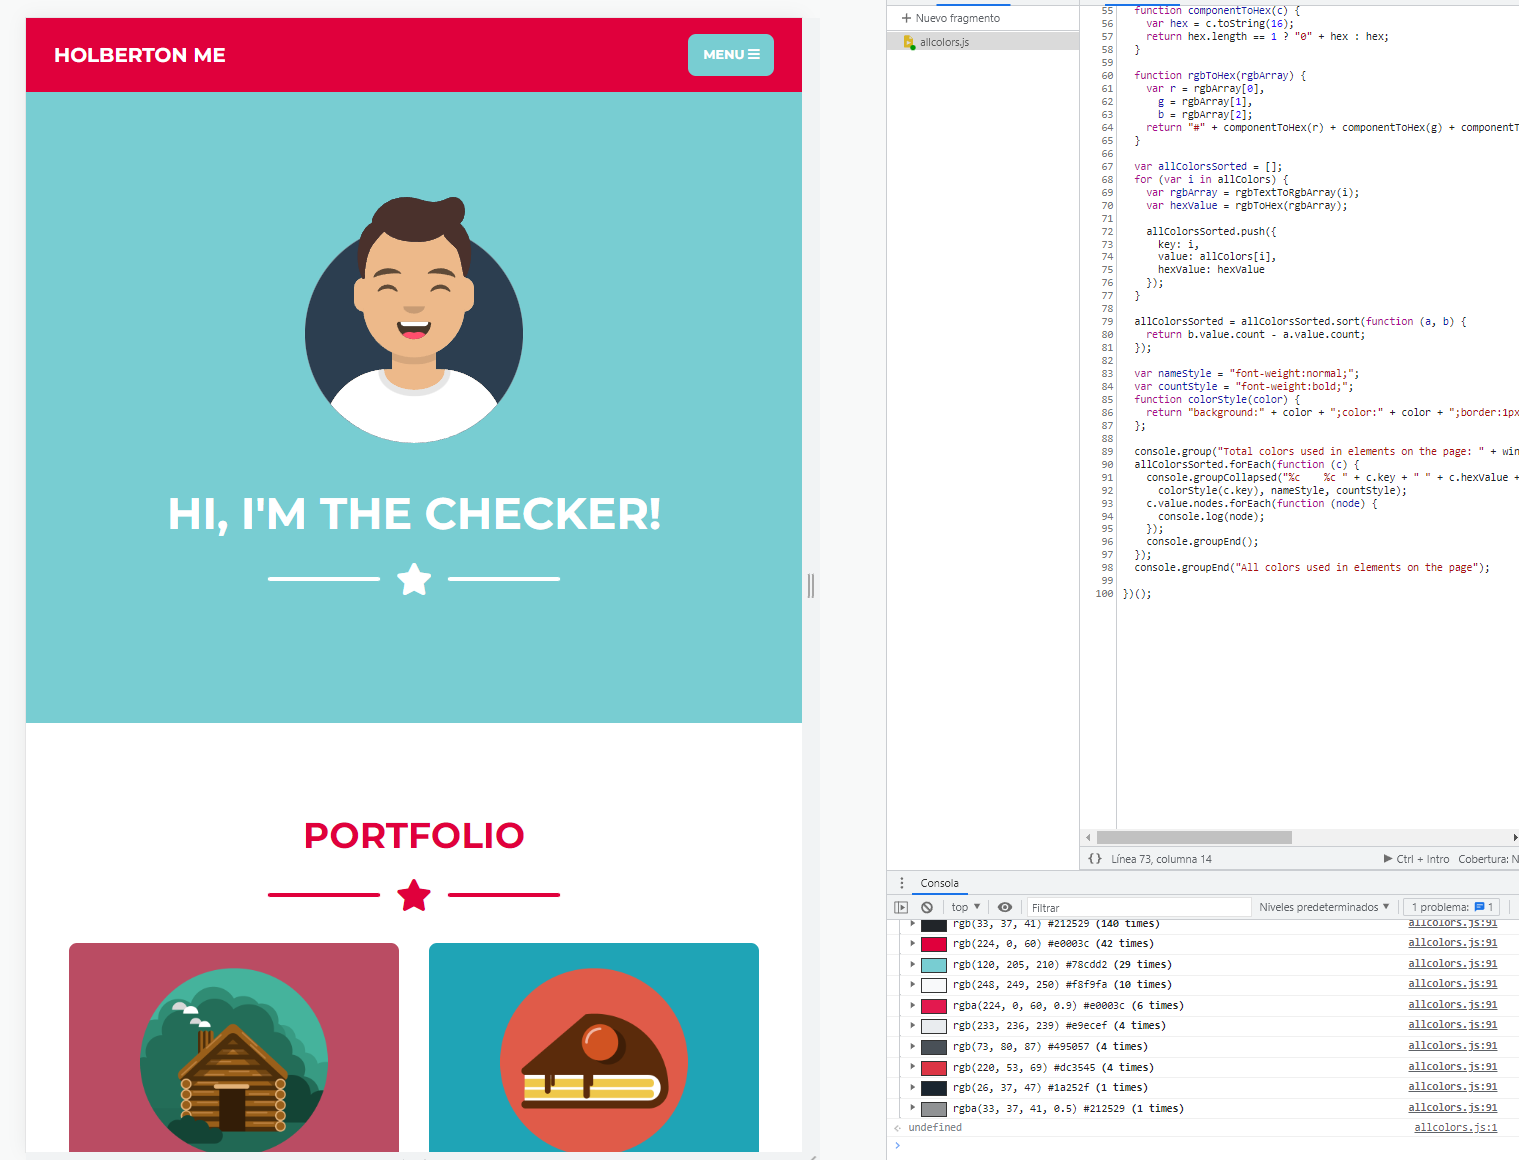 HOLBERTON ME
MENU
HI, I'M THE CHECKER!
PORTFOLIO
Nuevo fragmento
allcolors.js
55 function componentToHex(c) {
56 var hex = c.toString(16);
57 return hex.length == 1 ? "0" + hex : hex;
58 }
59
60 function rgbToHex(rgbArray) {
61 var r = rgbArray[0],
62 g = rgbArray[1],
63 b = rgbArray[2];
64 return "#" + componentToHex(r) + componentToHex(g) + componentT
65 }
66
67 var allColorsSorted = [];
68 for (var i in allColors) {
69 var rgbArray = rgbTextToRgbArray(i);
70 var hexValue = rgbToHex(rgbArray);
71
72 allColorsSorted.push({
73 key: i,
74 value: allColors[i],
75 hexValue: hexValue
76 });
77 }
78
79 allColorsSorted = allColorsSorted.sort(function (a, b) {
80 return b.value.count - a.value.count;
81 });
82
83 var nameStyle = "font-weight:normal;";
84 var countStyle = "font-weight:bold;";
85 function colorStyle(color) {
86 return "background:" + color + ";color:" + color + ";border:1px
87 };
88
89 console.group("Total colors used in elements on the page: " + win
90 allColorsSorted.forEach(function (c) {
91 console.groupCollapsed("%c    %c " + c.key + " " + c.hexValue +
92 colorStyle(c.key), nameStyle, countStyle);
93 c.value.nodes.forEach(function (node) {
94 console.log(node);
95 });
96 console.groupEnd();
97 });
98 console.groupEnd("All colors used in elements on the page");
99
100 })();
{} Línea 73, columna 14 Ctrl + Intro Cobertura: N
Consola
top Filtrar Niveles predeterminados 1 problema: 1
rgb(33, 37, 41) #212529 (140 times) allcolors.js:91
rgb(224, 0, 60) #e0003c (42 times) allcolors.js:91
rgb(120, 205, 210) #78cdd2 (29 times) allcolors.js:91
rgb(248, 249, 250) #f8f9fa (10 times) allcolors.js:91
rgba(224, 0, 60, 0.9) #e0003c (6 times) allcolors.js:91
rgb(233, 236, 239) #e9ecef (4 times) allcolors.js:91
rgb(73, 80, 87) #495057 (4 times) allcolors.js:91
rgb(220, 53, 69) #dc3545 (4 times) allcolors.js:91
rgb(26, 37, 47) #1a252f (1 times) allcolors.js:91
rgba(33, 37, 41, 0.5) #212529 (1 times) allcolors.js:91
undefined allcolors.js:1